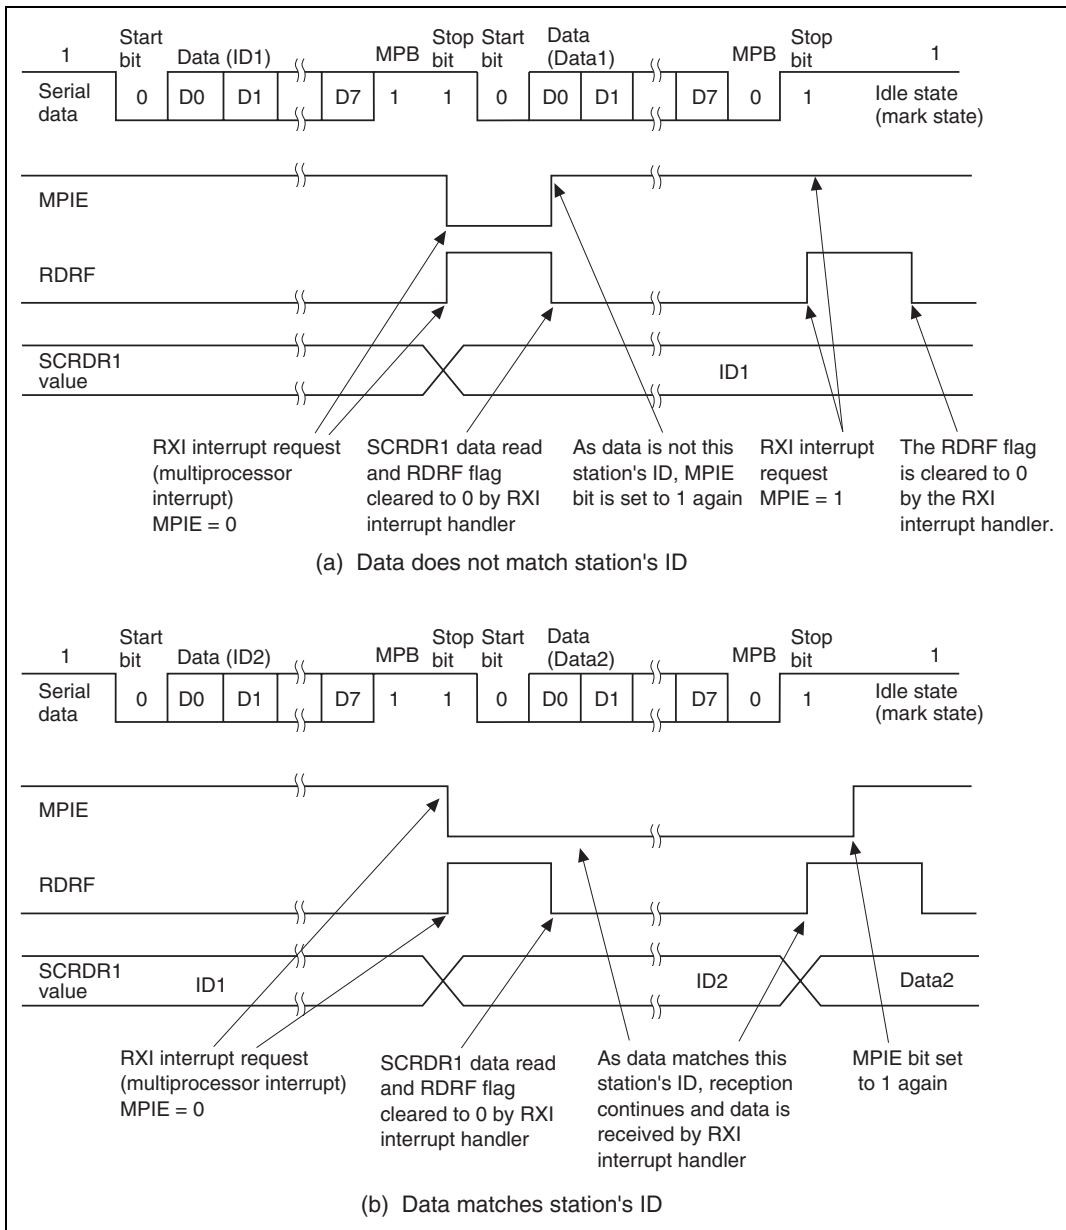 1 Start bit Data (ID1) MPB Stop bit Start bit Data (Data1) MPB Stop bit 1
Serial data 0 D0 D1 D7 1 1 0 D0 D1 D7 0 1 Idle state (mark state)
MPIE
RDRF
SCRDR1 value
ID1
RXI interrupt request
(multiprocessor
interrupt)
MPIE = 0
SCRDR1 data read
and RDRF flag
cleared to 0 by RXI
interrupt handler
As data is not this
station's ID, MPIE
bit is set to 1 again
RXI interrupt
request
MPIE = 1
The RDRF flag
is cleared to 0
by the RXI
interrupt handler.
(a) Data does not match station's ID
1 Start bit Data (ID2) MPB Stop bit Start bit Data (Data2) MPB Stop bit 1
Serial data 0 D0 D1 D7 1 1 0 D0 D1 D7 0 1 Idle state (mark state)
MPIE
RDRF
SCRDR1 value
ID1 ID2 Data2
RXI interrupt request
(multiprocessor interrupt)
MPIE = 0
SCRDR1 data read
and RDRF flag
cleared to 0 by RXI
interrupt handler
As data matches this
station's ID, reception
continues and data is
received by RXI
interrupt handler
MPIE bit set
to 1 again
(b) Data matches station's ID